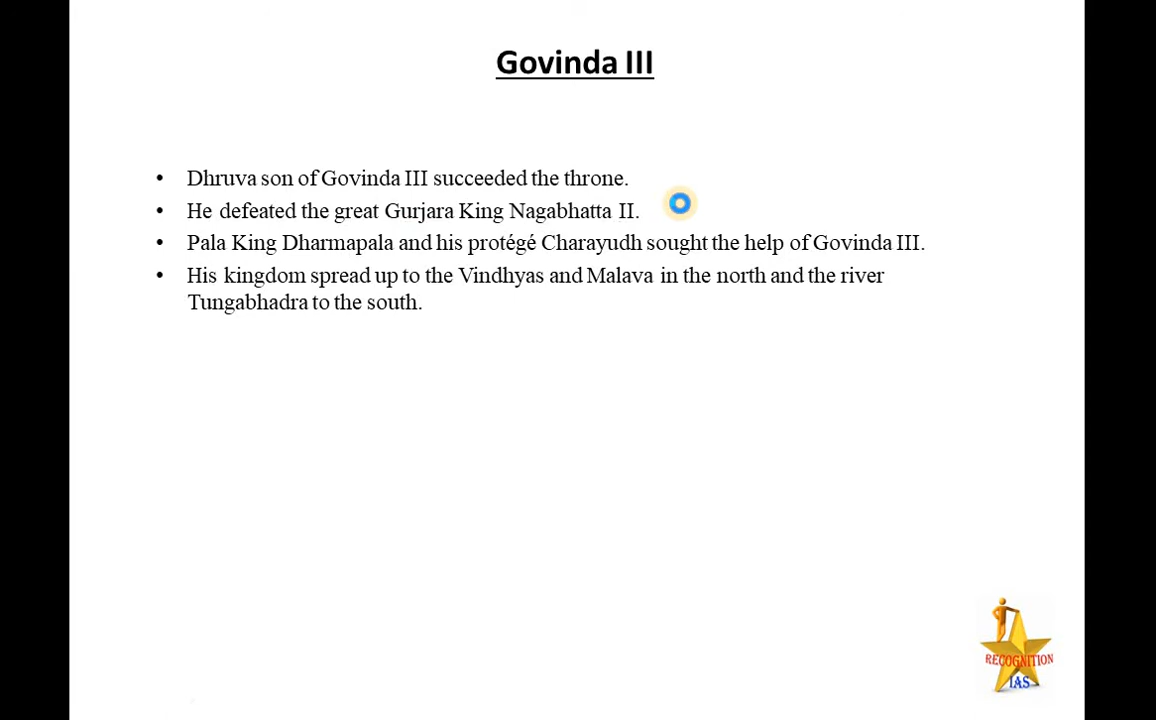 Govinda III
• Dhruva son of Govinda III succeeded the throne.
• He defeated the great Gurjara King Nagabhatta II.
• Pala King Dharmapala and his protégé Charayudh sought the help of Govinda III.
• His kingdom spread up to the Vindhyas and Malava in the north and the river
Tungabhadra to the south.
RECOGNITION
IAS